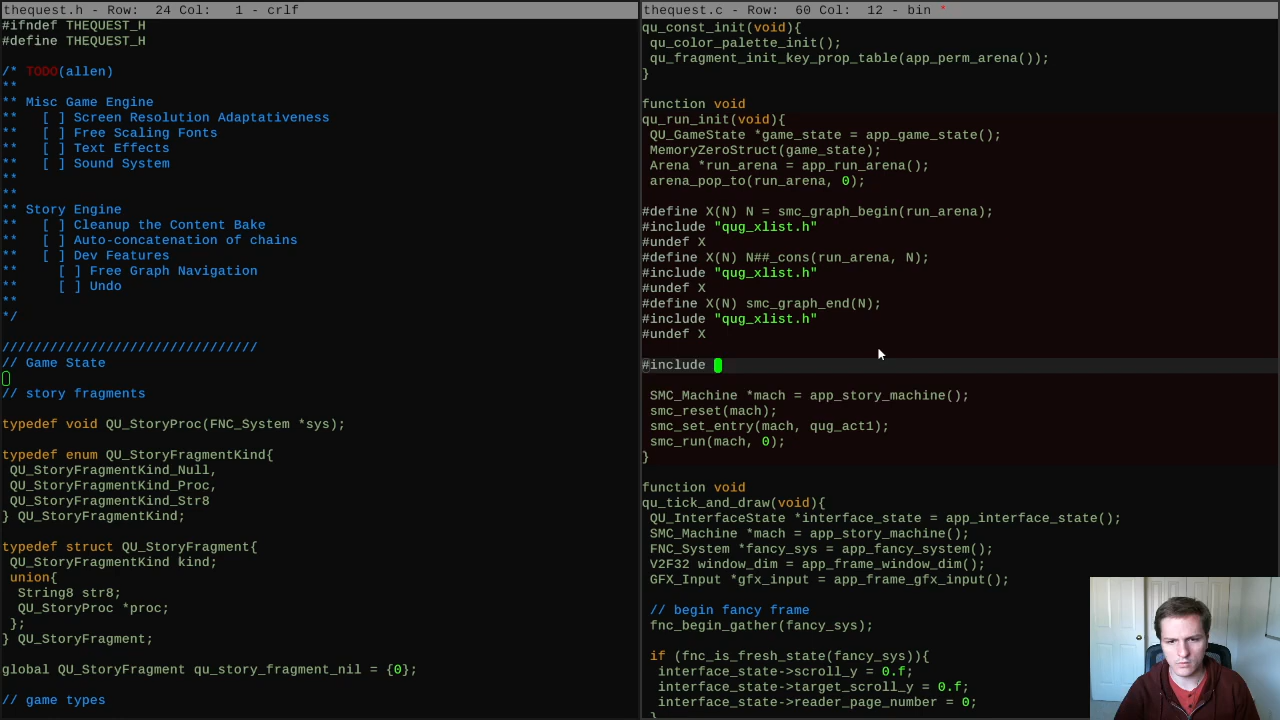 thequest.h - Row:  24 Col:   1 - crlf
#ifndef THEQUEST_H
#define THEQUEST_H
/* TODO(allen)
**
** Misc Game Engine
**   [ ] Screen Resolution Adaptativeness
**   [ ] Free Scaling Fonts
**   [ ] Text Effects
**   [ ] Sound System
**
**
** Story Engine
**   [ ] Cleanup the Content Bake
**   [ ] Auto-concatenation of chains
**   [ ] Dev Features
**     [ ] Free Graph Navigation
**     [ ] Undo
**
*/
////////////////////////////////
// Game State
// story fragments
typedef void QU_StoryProc(FNC_System *sys);
typedef enum QU_StoryFragmentKind{
 QU_StoryFragmentKind_Null,
 QU_StoryFragmentKind_Proc,
 QU_StoryFragmentKind_Str8
} QU_StoryFragmentKind;
typedef struct QU_StoryFragment{
 QU_StoryFragmentKind kind;
 union{
  String8 str8;
  QU_StoryProc *proc;
 };
} QU_StoryFragment;
global QU_StoryFragment qu_story_fragment_nil = {0};
// game types
thequest.c - Row:  60 Col:  12 - bin *
qu_const_init(void){
 qu_color_palette_init();
 qu_fragment_init_key_prop_table(app_perm_arena());
}
function void
qu_run_init(void){
 QU_GameState *game_state = app_game_state();
 MemoryZeroStruct(game_state);
 Arena *run_arena = app_run_arena();
 arena_pop_to(run_arena, 0);
#define X(N) N = smc_graph_begin(run_arena);
#include "qug_xlist.h"
#undef X
#define X(N) N##_cons(run_arena, N);
#include "qug_xlist.h"
#undef X
#define X(N) smc_graph_end(N);
#include "qug_xlist.h"
#undef X
#include
 SMC_Machine *mach = app_story_machine();
 smc_reset(mach);
 smc_set_entry(mach, qug_act1);
 smc_run(mach, 0);
}
function void
qu_tick_and_draw(void){
 QU_InterfaceState *interface_state = app_interface_state();
 SMC_Machine *mach = app_story_machine();
 FNC_System *fancy_sys = app_fancy_system();
 V2F32 window_dim = app_frame_window_dim();
 GFX_Input *gfx_input = app_frame_gfx_input();
 // begin fancy frame
 fnc_begin_gather(fancy_sys);
 if (fnc_is_fresh_state(fancy_sys)){
  interface_state->scroll_y = 0.f;
  interface_state->target_scroll_y = 0.f;
  interface_state->reader_page_number = 0;
 }